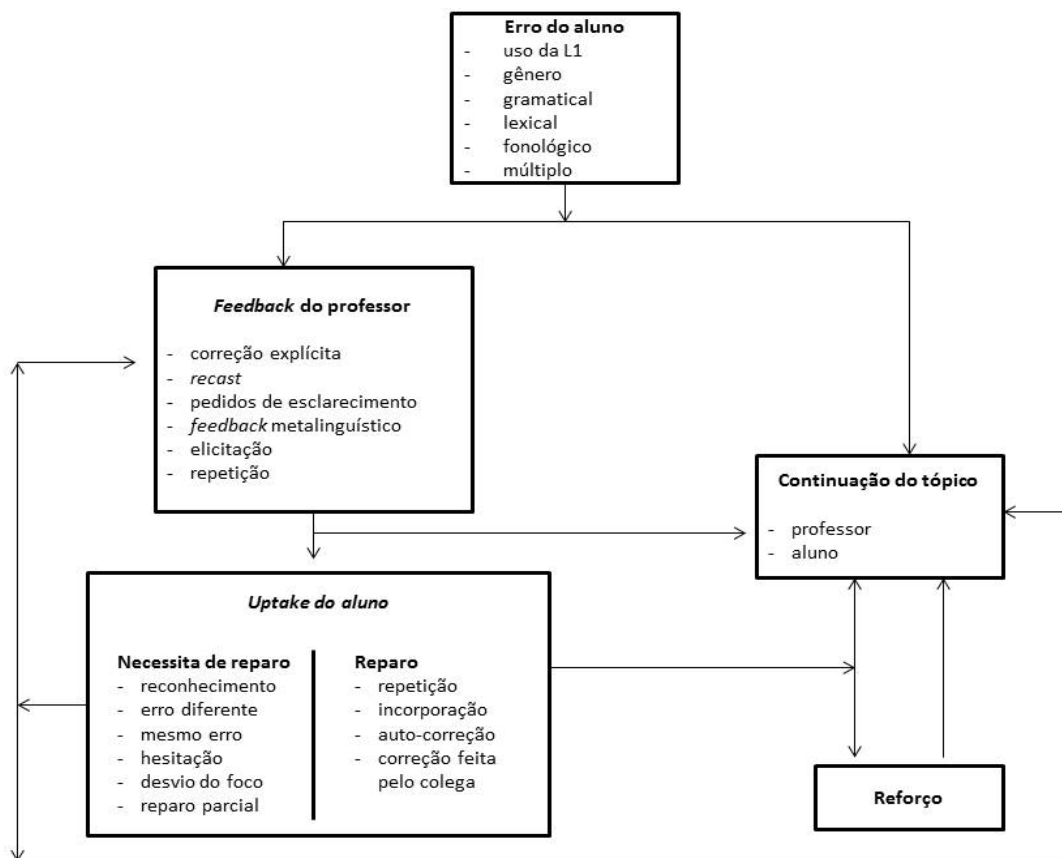 Erro do aluno
- uso da L1
- gênero
- gramatical
- lexical
- fonológico
- múltiplo
Feedback do professor
- correção explícita
- recast
- pedidos de esclarecimento
- feedback metalinguístico
- elicitação
- repetição
Continuação do tópico
- professor
- aluno
Uptake do aluno
Necessita de reparo
- reconhecimento
- erro diferente
- mesmo erro
- hesitação
- desvio do foco
- reparo parcial
Reparo
- repetição
- incorporação
- auto-correção
- correção feita
pelo colega
Reforço